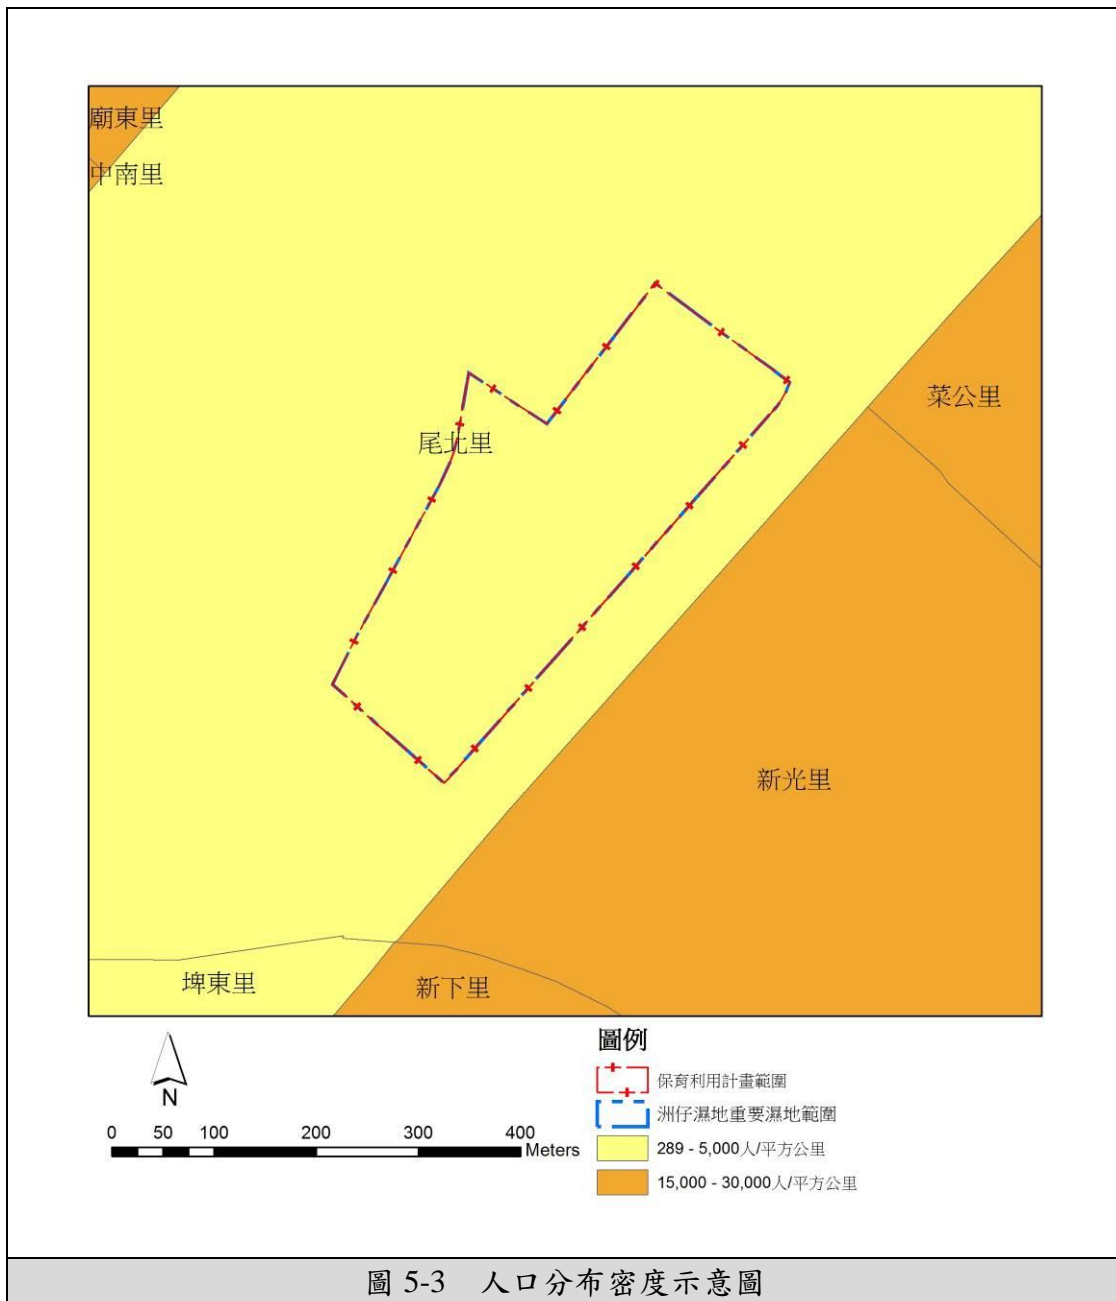 廟東里
中南里
菜公里
尾北里
新光里
埤東里
新下里
圖例
保育利用計畫範圍
洲仔濕地重要濕地範圍
289 - 5,000人/平方公里
15,000 - 30,000人/平方公里
N
0 50 100 200 300 400
Meters
圖 5-3 人口分布密度示意圖